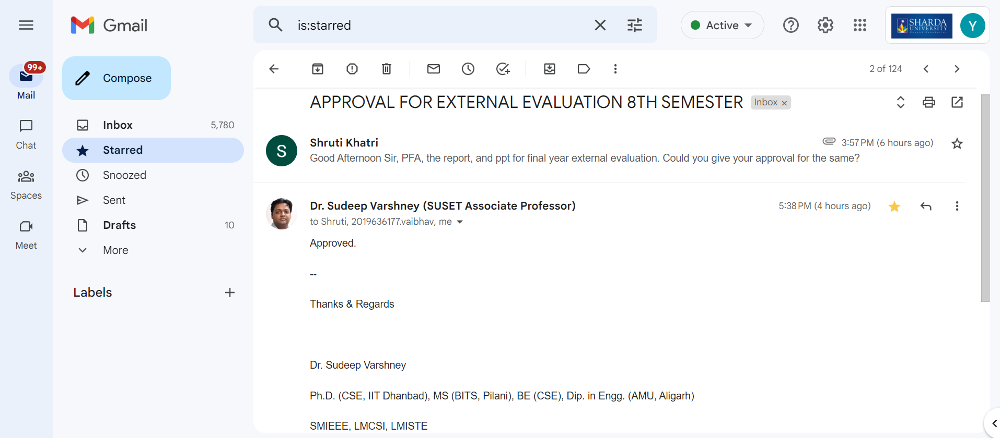 Gmail
is:starred
Active
SHARDA
UNIVERSITY
Beyond Boundaries
Y
99+
Mail
Chat
Spaces
Meet
Compose
Inbox 5,780
Starred
Snoozed
Sent
Drafts 10
More
Labels
2 of 124
APPROVAL FOR EXTERNAL EVALUATION 8TH SEMESTER Inbox x
S
Shruti Khatri 3:57 PM (6 hours ago)
Good Afternoon Sir, PFA, the report, and ppt for final year external evaluation. Could you give your approval for the same?
Dr. Sudeep Varshney (SUSET Associate Professor) 5:38 PM (4 hours ago)
to Shruti, 2019636177.vaibhav, me
Approved.
--
Thanks & Regards
Dr. Sudeep Varshney
Ph.D. (CSE, IIT Dhanbad), MS (BITS, Pilani), BE (CSE), Dip. in Engg. (AMU, Aligarh)
SMIEEE, LMCSI, LMISTE